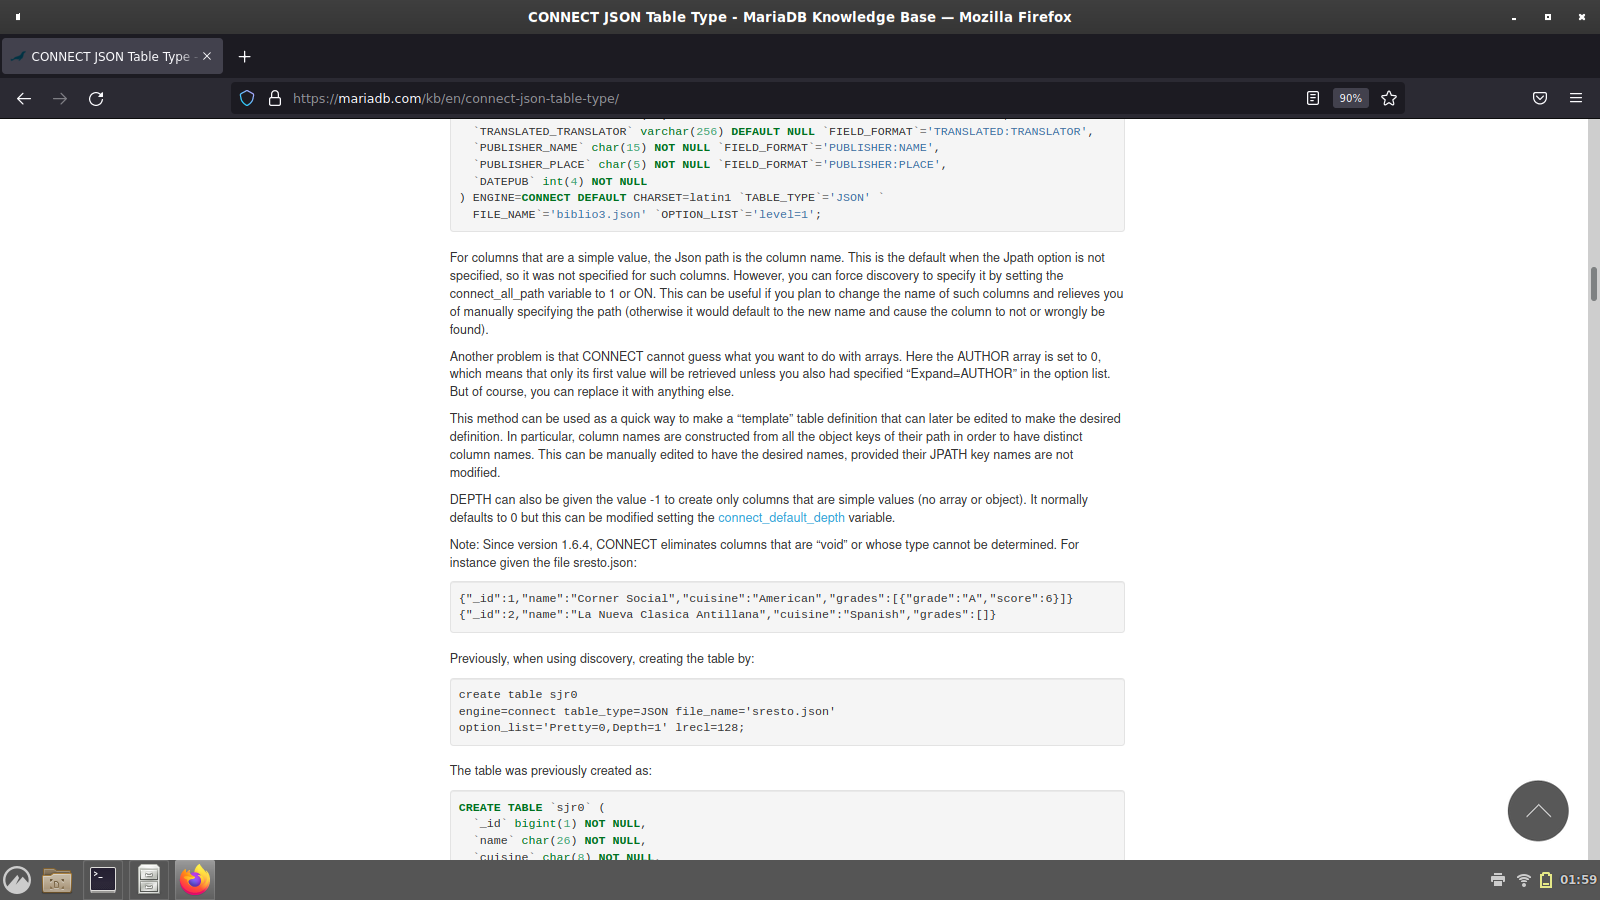 CONNECT JSON Table Type - MariaDB Knowledge Base — Mozilla Firefox
CONNECT JSON Table Type -
https://mariadb.com/kb/en/connect-json-table-type/
90%
`TRANSLATED_TRANSLATOR` varchar(256) DEFAULT NULL `FIELD_FORMAT`='TRANSLATED:TRANSLATOR',
`PUBLISHER_NAME` char(15) NOT NULL `FIELD_FORMAT`='PUBLISHER:NAME',
`PUBLISHER_PLACE` char(5) NOT NULL `FIELD_FORMAT`='PUBLISHER:PLACE',
`DATEPUB` int(4) NOT NULL
) ENGINE=CONNECT DEFAULT CHARSET=latin1 `TABLE_TYPE`='JSON' `
FILE_NAME`='biblio3.json' `OPTION_LIST`='level=1';
For columns that are a simple value, the Json path is the column name. This is the default when the Jpath option is not
specified, so it was not specified for such columns. However, you can force discovery to specify it by setting the
connect_all_path variable to 1 or ON. This can be useful if you plan to change the name of such columns and relieves you
of manually specifying the path (otherwise it would default to the new name and cause the column to not or wrongly be
found).
Another problem is that CONNECT cannot guess what you want to do with arrays. Here the AUTHOR array is set to 0,
which means that only its first value will be retrieved unless you also had specified “Expand=AUTHOR” in the option list.
But of course, you can replace it with anything else.
This method can be used as a quick way to make a “template” table definition that can later be edited to make the desired
definition. In particular, column names are constructed from all the object keys of their path in order to have distinct
column names. This can be manually edited to have the desired names, provided their JPATH key names are not
modified.
DEPTH can also be given the value -1 to create only columns that are simple values (no array or object). It normally
defaults to 0 but this can be modified setting the connect_default_depth variable.
Note: Since version 1.6.4, CONNECT eliminates columns that are “void” or whose type cannot be determined. For
instance given the file sresto.json:
{"_id":1,"name":"Corner Social","cuisine":"American","grades":[{"grade":"A","score":6}]}
{"_id":2,"name":"La Nueva Clasica Antillana","cuisine":"Spanish","grades":[]}
Previously, when using discovery, creating the table by:
create table sjr0
engine=connect table_type=JSON file_name='sresto.json'
option_list='Pretty=0,Depth=1' lrecl=128;
The table was previously created as:
CREATE TABLE `sjr0` (
`_id` bigint(1) NOT NULL,
`name` char(26) NOT NULL,
`cuisine` char(8) NOT NULL,
01:59